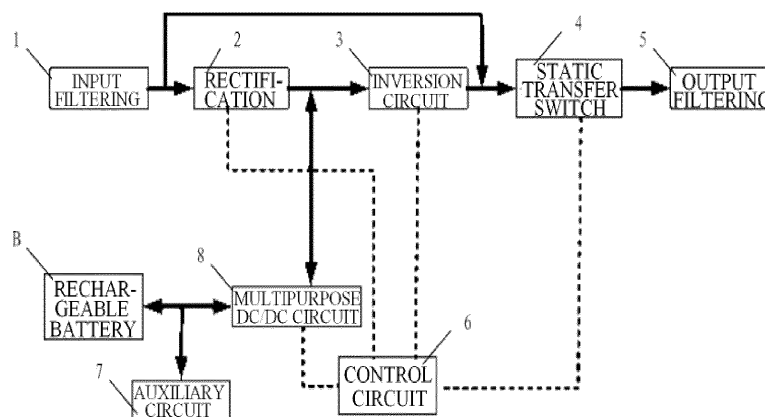 1
2
3
4
5
INPUT
FILTERING
RECTIFI-
CATION
INVERSION
CIRCUIT
STATIC
TRANSFER
SWITCH
OUTPUT
FILTERING
B
RECHAR-
GEABLE
BATTERY
8
MULTIPURPOSE
DC/DC CIRCUIT
6
CONTROL
CIRCUIT
7
AUXILIARY
CIRCUIT